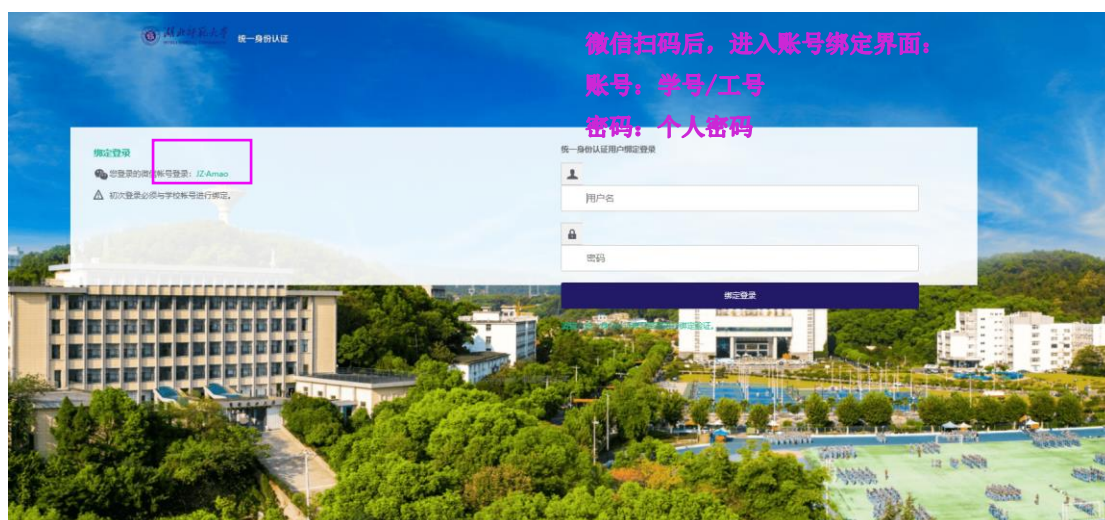 统一身份认证
微信扫码后，进入账号绑定界面：
账号：学号/工号
密码：个人密码
绑定登录
您登录的微信帐号登录：JZ-Amao
初次登录必须与学校帐号进行绑定。
统一身份认证用户绑定登录
用户名
密码
绑定登录